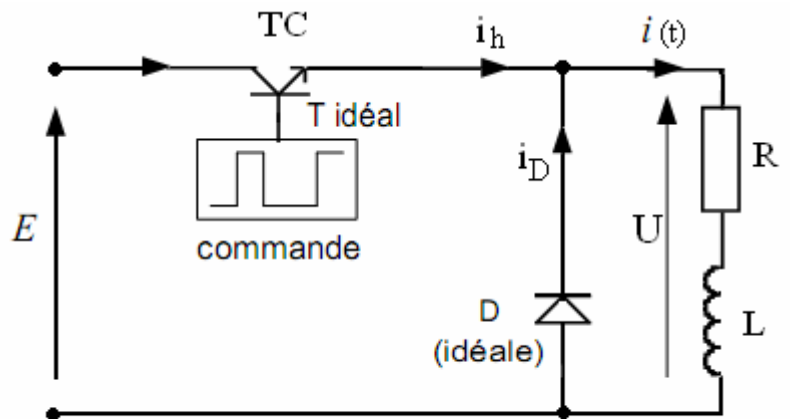 TC
i_h
i(t)
T idéal
i_D
R
E
commande
U
D
(idéale)
L